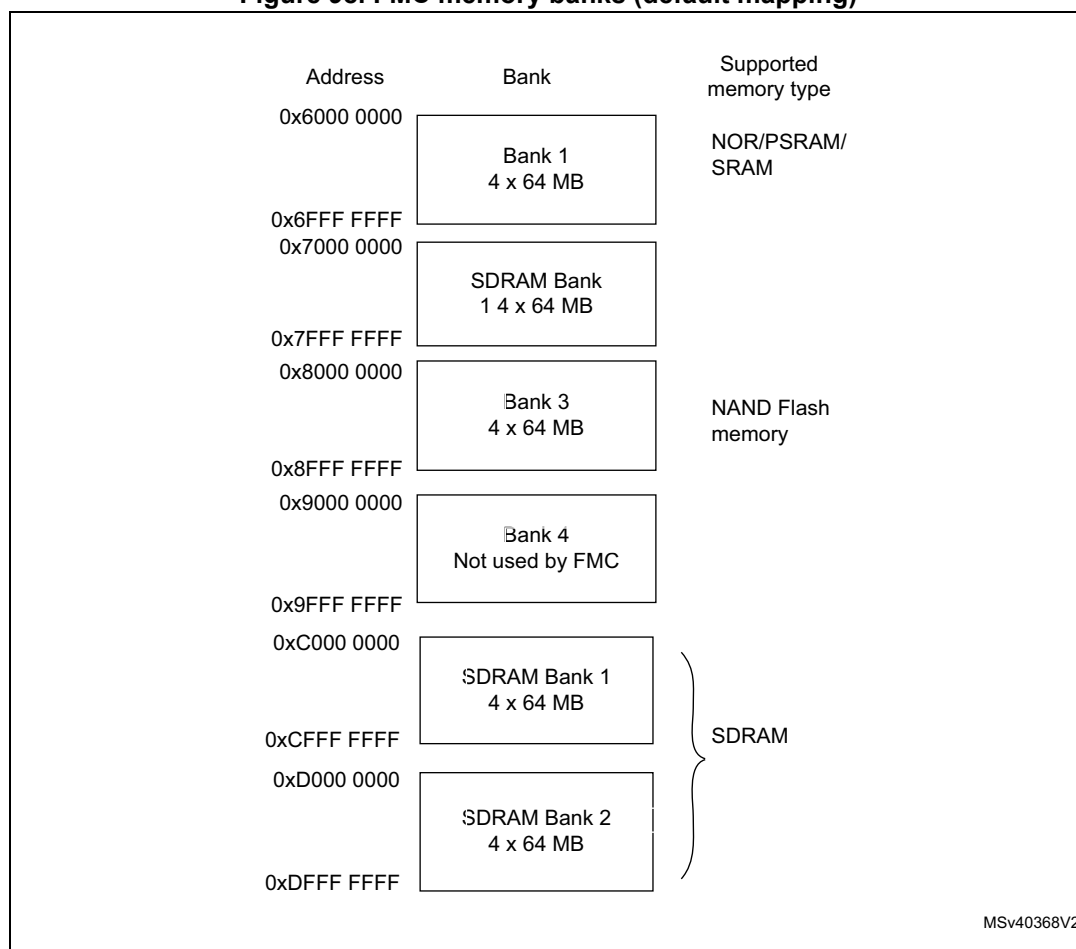 Figure FMC memory banks (default mapping)
Address Bank Supported
memory type
0x6000 0000
Bank 1
4 x 64 MB
NOR/PSRAM/
SRAM
0x6FFF FFFF
0x7000 0000
SDRAM Bank
1 4 x 64 MB
0x7FFF FFFF
0x8000 0000
Bank 3
4 x 64 MB
NAND Flash
memory
0x8FFF FFFF
0x9000 0000
Bank 4
Not used by FMC
0x9FFF FFFF
0xC000 0000
SDRAM Bank 1
4 x 64 MB
0xCFFF FFFF
SDRAM
0xD000 0000
SDRAM Bank 2
4 x 64 MB
0xDFFF FFFF
MSv40368V2